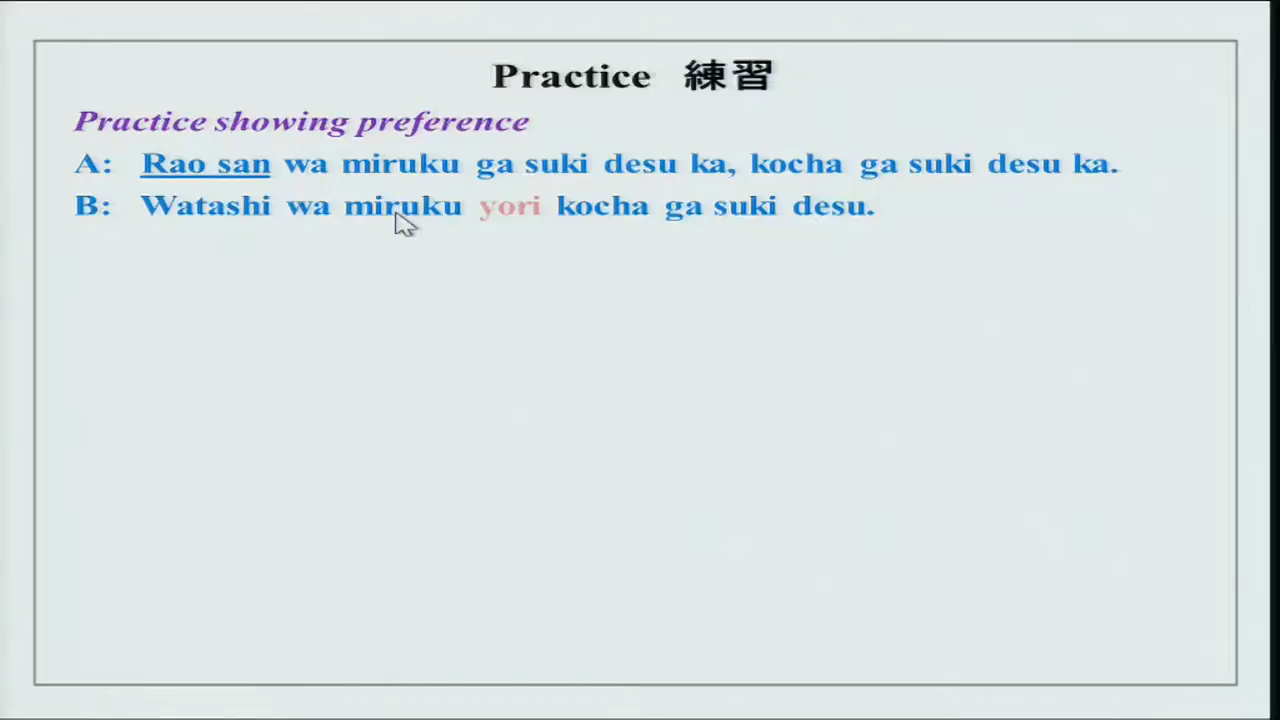 Practice 練習
Practice showing preference
A: Rao san wa miruku ga suki desu ka, kocha ga suki desu ka.
B: Watashi wa miruku yori kocha ga suki desu.